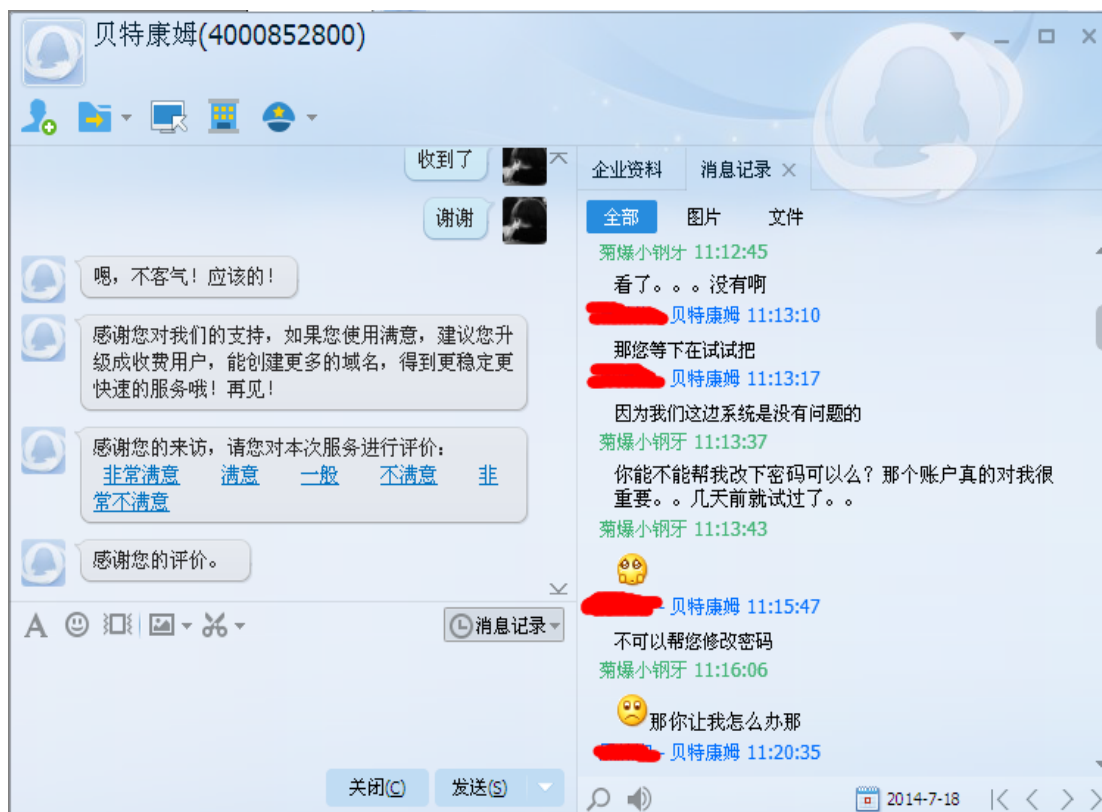 贝特康姆(4000852800)
收到了
谢谢
嗯，不客气！应该的！
感谢您对我们的支持，如果您使用满意，建议您升
级成收费用户，能创建更多的域名，得到更稳定更
快速的服务哦！再见！
感谢您的来访，请您对本次服务进行评价：
非常满意 满意 一般 不满意 非
常不满意
感谢您的评价。
消息记录
关闭(C) 发送(S)
企业资料 消息记录
全部 图片 文件
菊爆小钢牙 11:12:45
看了。。。没有啊
贝特康姆 11:13:10
那您等下在试试把
贝特康姆 11:13:17
因为我们这边系统是没有问题的
菊爆小钢牙 11:13:37
你能不能帮我改下密码可以么？那个账户真的对我很
重要。。几天前就试过了。。
菊爆小钢牙 11:13:43
- 贝特康姆 11:15:47
不可以帮您修改密码
菊爆小钢牙 11:16:06
那你让我怎么办那
- 贝特康姆 11:20:35
2014-7-18